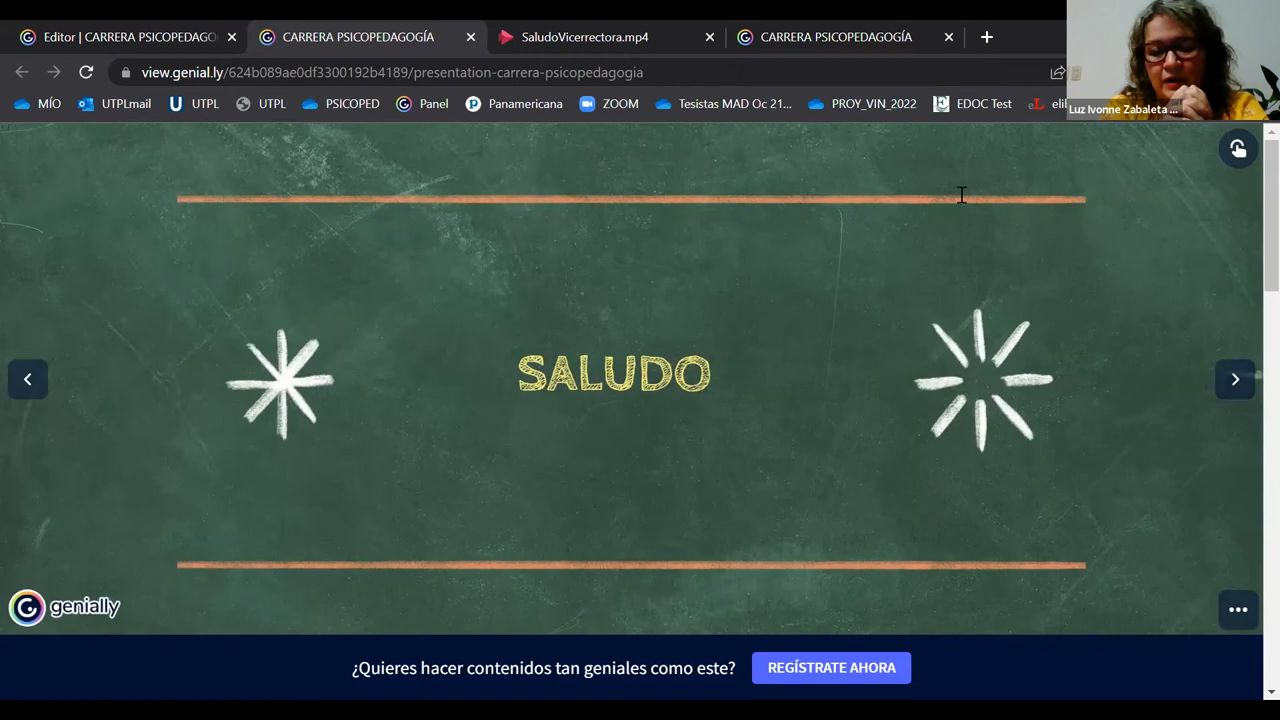 Editor | CARRERA PSICOPEDAGO
CARRERA PSICOPEDAGOGÍA
SaludoVicerrectora.mp4
CARRERA PSICOPEDAGOGÍA
view.genial.ly/624b089ae0df3300192b4189/presentation-carrera-psicopedagogia
MÍO
UTPLmail
UTPL
UTPL
PSICOPED
Panel
Panamericana
ZOOM
Tesistas MAD Oc 21...
PROY_VIN_2022
EDOC Test
Luz Ivonne Zabaleta ...
SALUDO
genially
¿Quieres hacer contenidos tan geniales como este?
REGÍSTRATE AHORA